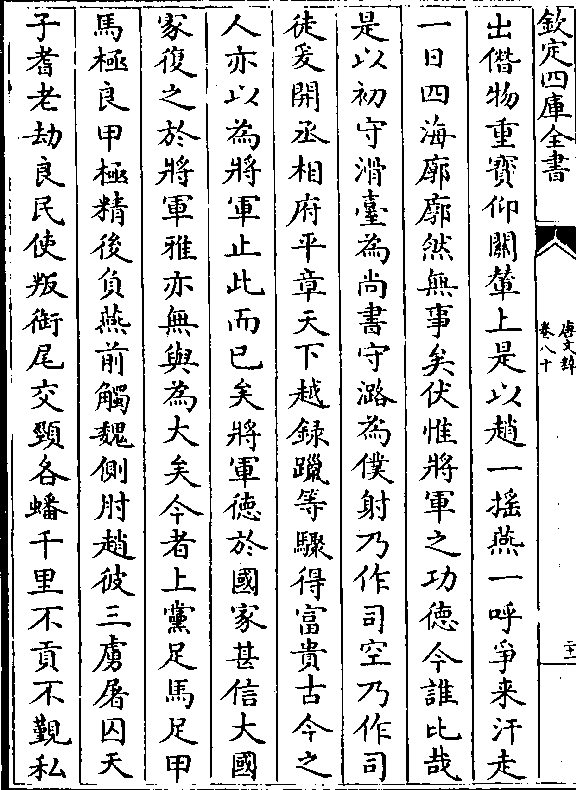 欽定四庫全書
唐文粹
卷八十
十一
出僭物重寳仰關輦上是以趙一揺燕一呼爭来汗走
一日四海廓廓然無事矣伏惟將軍之功德今誰比哉
是以初守滑臺為尚書守潞為僕射乃作司空乃作司
徒爰開丞相府平章天下越録躐等驟得富貴古今之
人亦以為將軍止此而已矣將軍徳於國家甚信大國
家復之於將軍雅亦無與為大矣今者上黨足馬足甲
馬極良甲極精後負燕前觸魏側肘趙彼三虜屠囚天
子耆老劫良民使叛銜尾交頸各蟠千里不貢不覲私